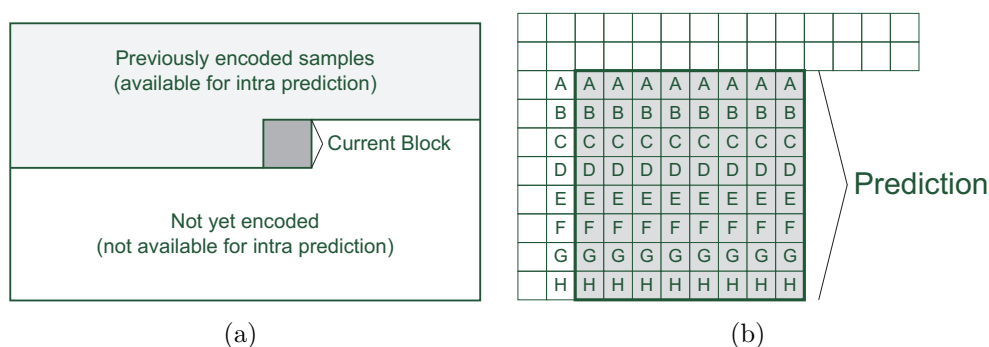 Previously encoded samples
(available for intra prediction)
Current Block
Not yet encoded
(not available for intra prediction)
(a)
A A A A A A A A A
B B B B B B B B B
C C C C C C C C C
D D D D D D D D D
E E E E E E E E E
F F F F F F F F F
G G G G G G G G G
H H H H H H H H H
Prediction
(b)